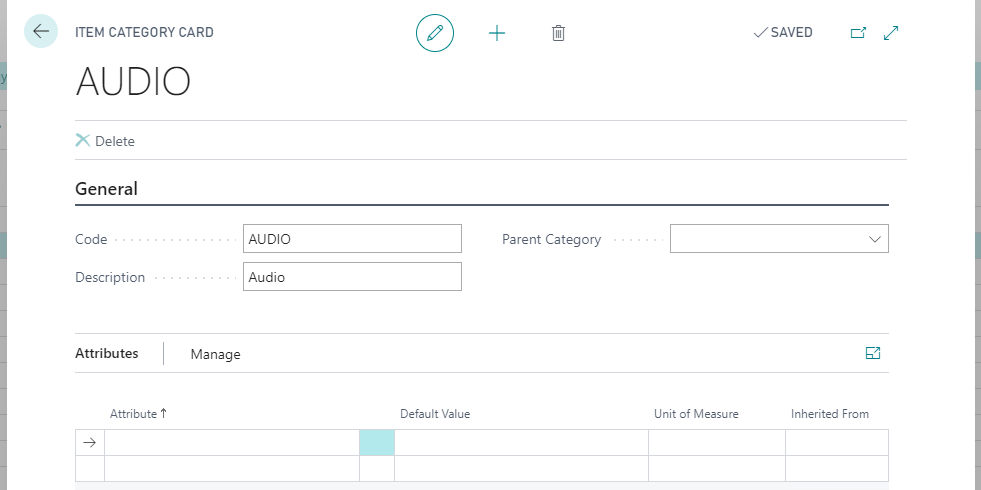 ITEM CATEGORY CARD
SAVED
AUDIO
Delete
General
Code AUDIO
Parent Category
Description Audio
Attributes Manage
Attribute ↑ Default Value Unit of Measure Inherited From